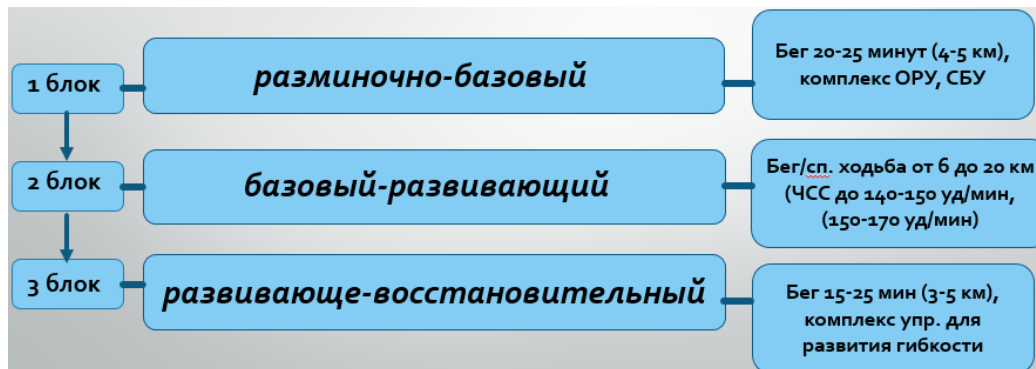 1 блок
разминочно-базовый
Бег 20-25 минут (4-5 км),
комплекс ОРУ, СБУ
2 блок
базовый-развивающий
Бег/сп. ходьба от 6 до 20 км
(ЧСС до 140-150 уд/мин,
(150-170 уд/мин)
3 блок
развивающе-восстановительный
Бег 15-25 мин (3-5 км),
комплекс упр. для
развития гибкости